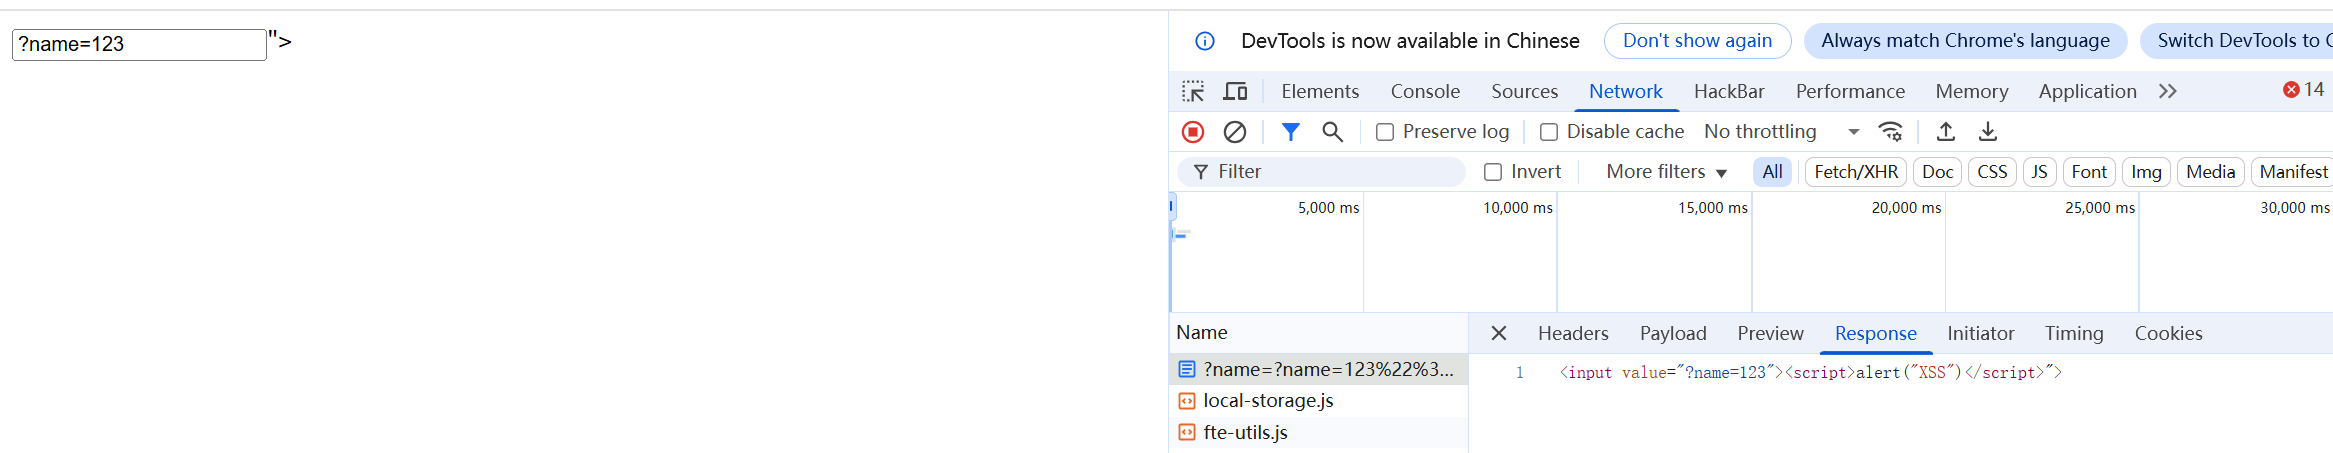 ?name=123">
DevTools is now available in Chinese Don't show again Always match Chrome's language Switch DevTools to C
Elements Console Sources Network HackBar Performance Memory Application 14
Preserve log Disable cache No throttling
Filter Invert More filters All Fetch/XHR Doc CSS JS Font Img Media Manifest
5,000 ms 10,000 ms 15,000 ms 20,000 ms 25,000 ms 30,000 ms
Name Headers Payload Preview Response Initiator Timing Cookies
?name=?name=123%22%3... 1 <input value="?name=123"><script>alert("XSS")</script>">
local-storage.js
fte-utils.js